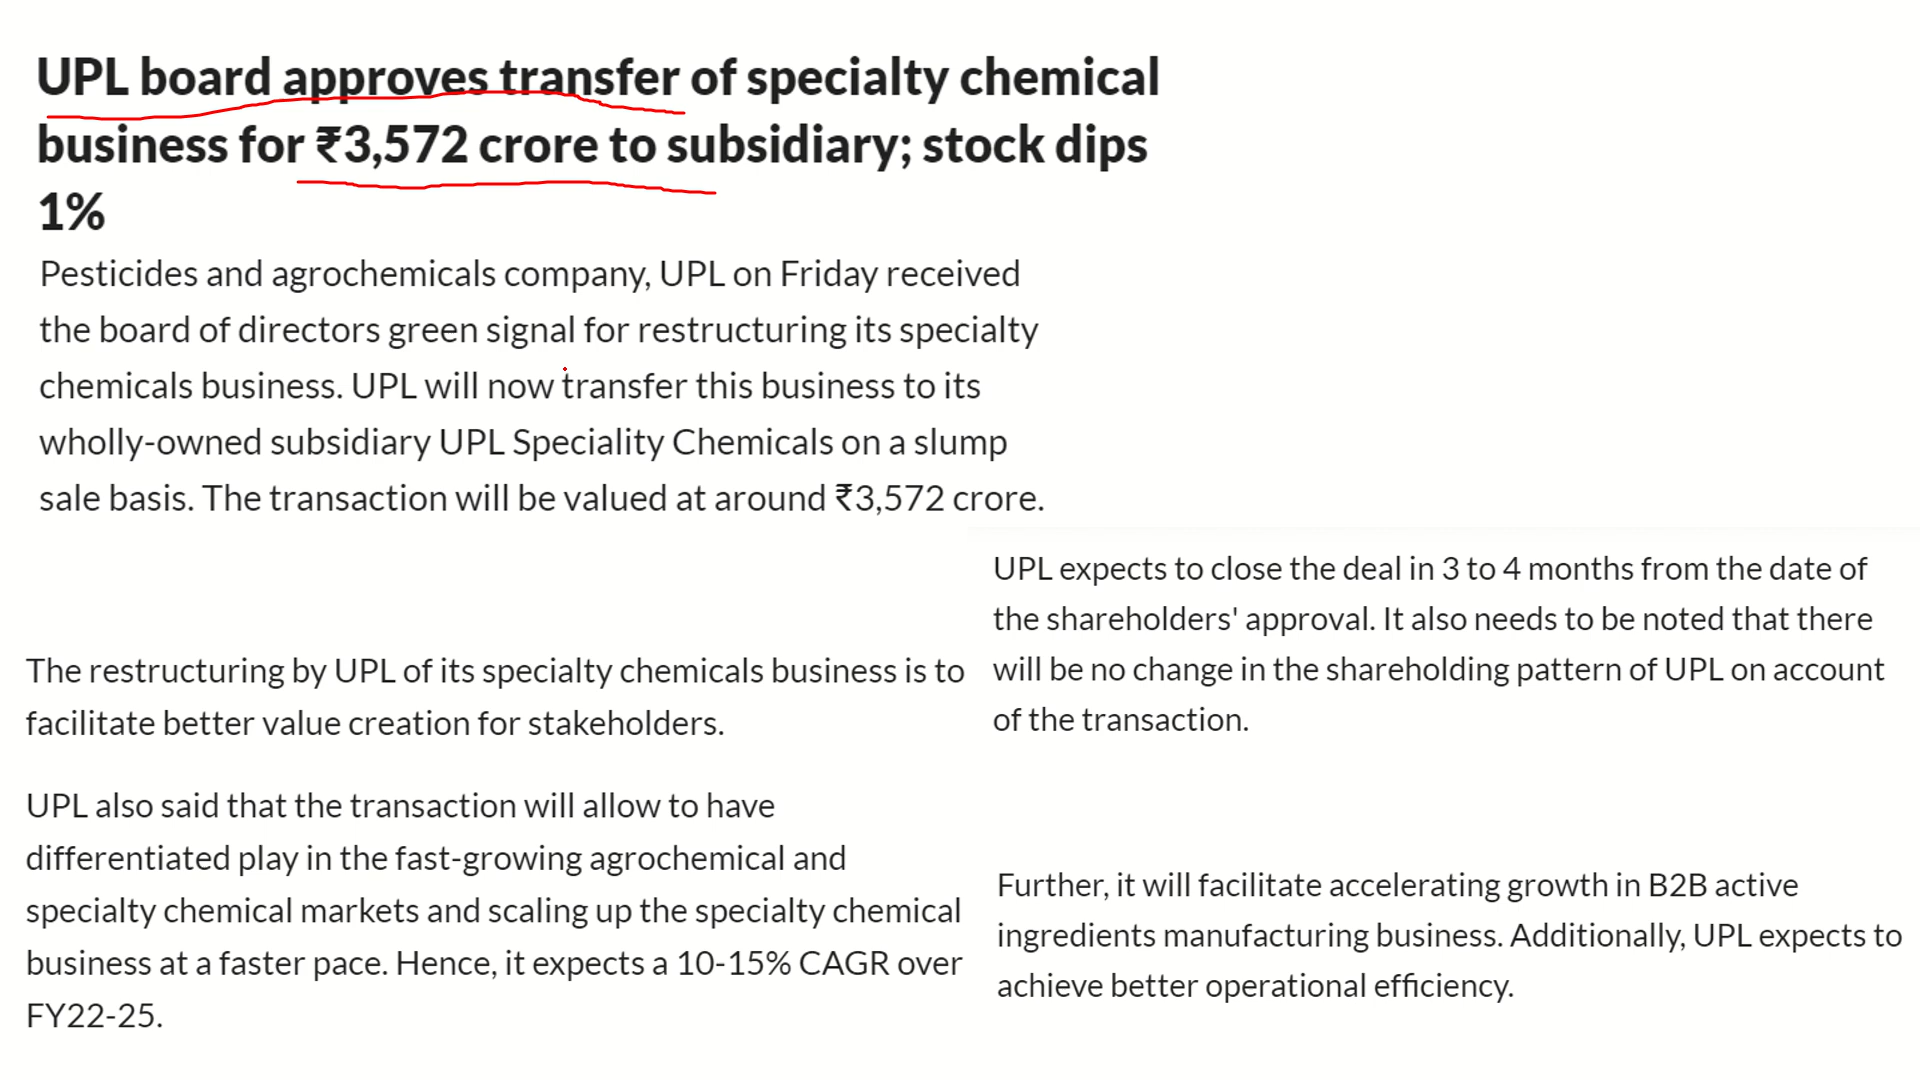 UPL board approves transfer of specialty chemical
business for ₹3,572 crore to subsidiary; stock dips
1%
Pesticides and agrochemicals company, UPL on Friday received
the board of directors green signal for restructuring its specialty
chemicals business. UPL will now transfer this business to its
wholly-owned subsidiary UPL Speciality Chemicals on a slump
sale basis. The transaction will be valued at around ₹3,572 crore.
The restructuring by UPL of its specialty chemicals business is to
facilitate better value creation for stakeholders.
UPL also said that the transaction will allow to have
differentiated play in the fast-growing agrochemical and
specialty chemical markets and scaling up the specialty chemical
business at a faster pace. Hence, it expects a 10-15% CAGR over
FY22-25.
UPL expects to close the deal in 3 to 4 months from the date of
the shareholders' approval. It also needs to be noted that there
will be no change in the shareholding pattern of UPL on account
of the transaction.
Further, it will facilitate accelerating growth in B2B active
ingredients manufacturing business. Additionally, UPL expects to
achieve better operational efficiency.